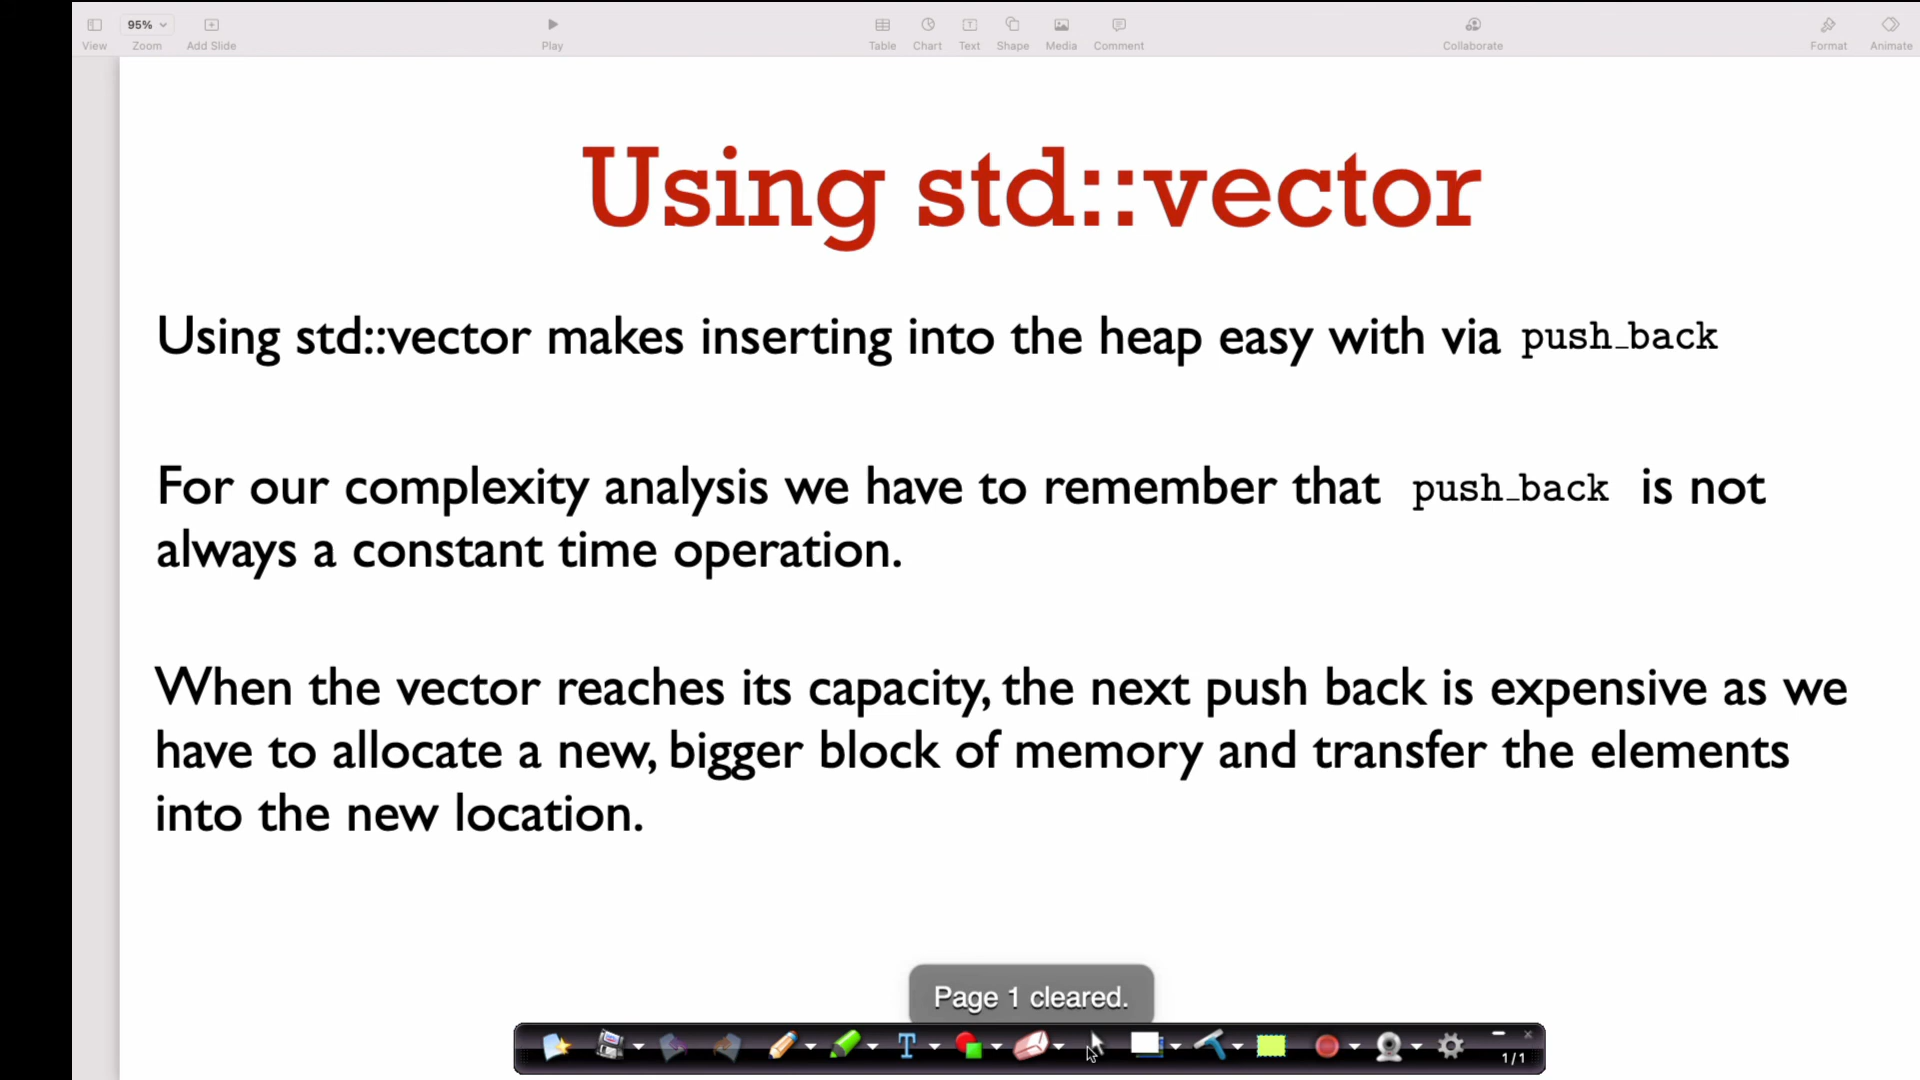 95%
View Zoom Add Slide Play Table Chart Text Shape Media Comment Collaborate Format Animate
Using std::vector
Using std::vector makes inserting into the heap easy with via push_back
For our complexity analysis we have to remember that push_back is not
always a constant time operation.
When the vector reaches its capacity, the next push back is expensive as we
have to allocate a new, bigger block of memory and transfer the elements
into the new location.
Page 1 cleared.
T
1/1